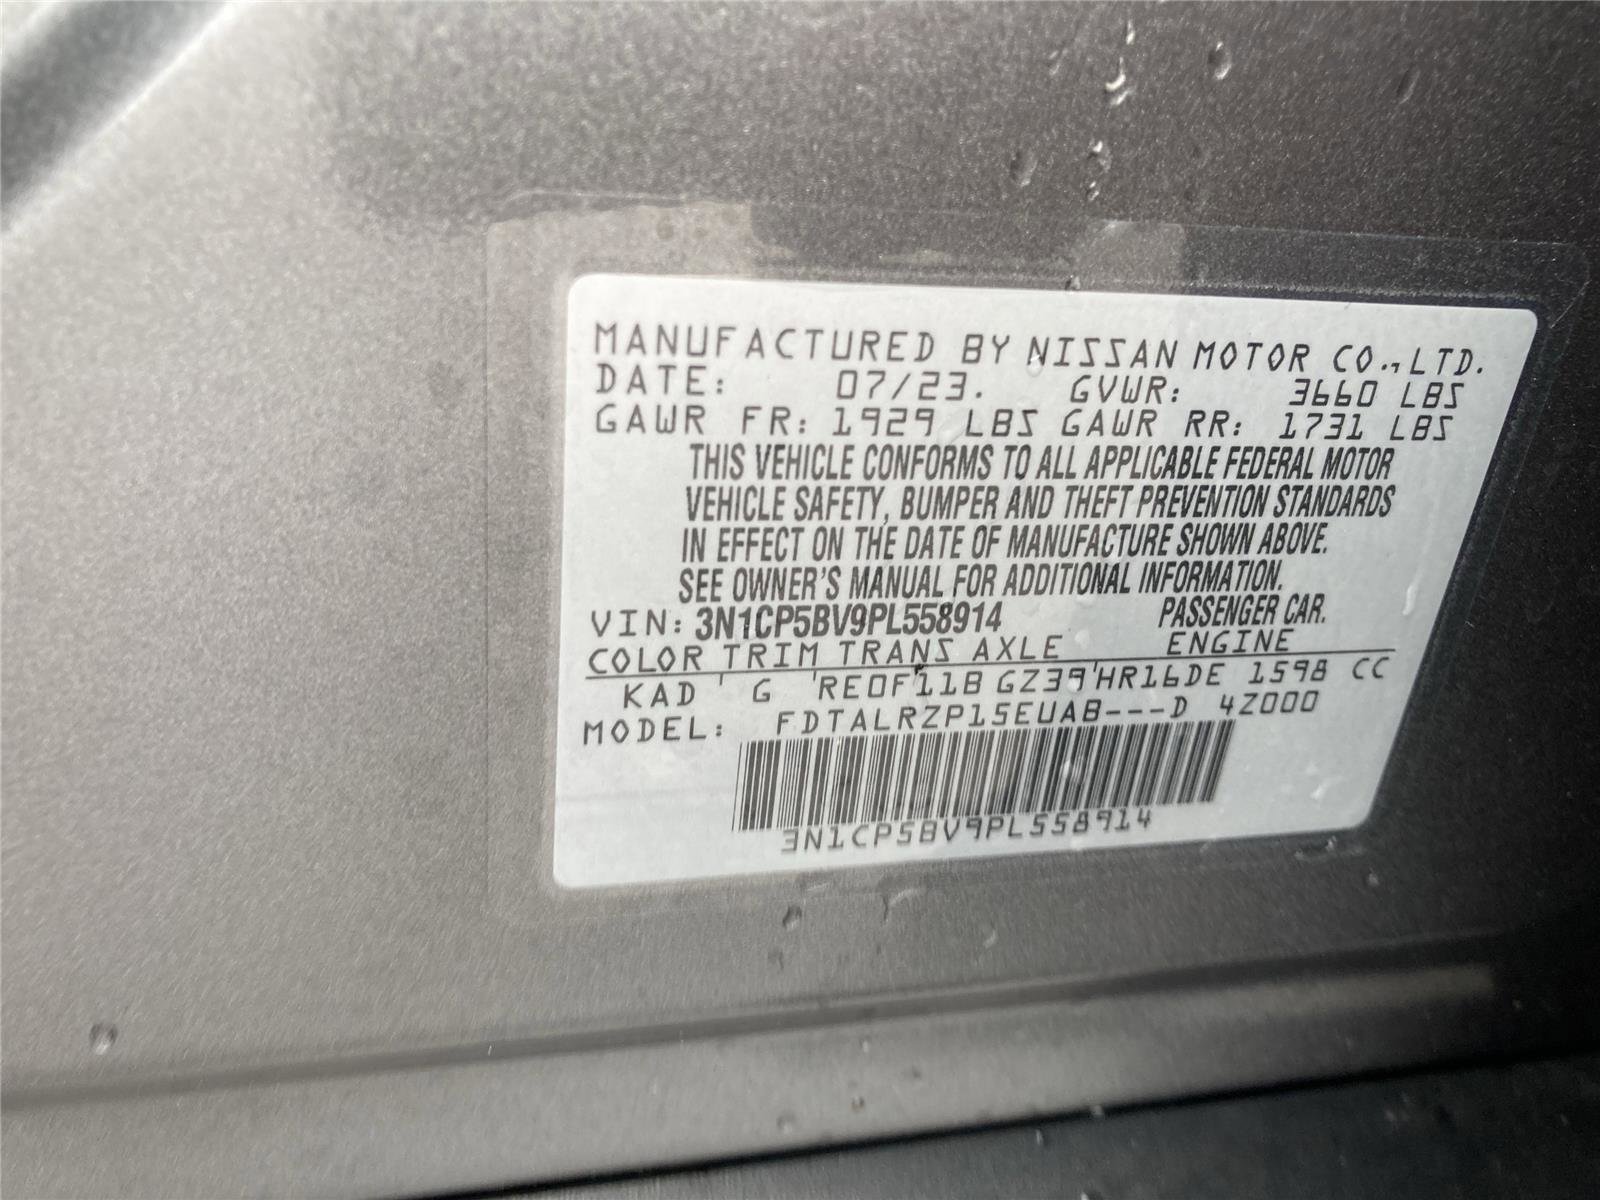 MANUFACTURED BY NISSAN MOTOR CO.,LTD.
DATE: 07/23. GVWR: 3660 LBS
GAWR FR: 1929 LBS GAWR RR: 1731 LBS
THIS VEHICLE CONFORMS TO ALL APPLICABLE FEDERAL MOTOR
VEHICLE SAFETY, BUMPER AND THEFT PREVENTION STANDARDS
IN EFFECT ON THE DATE OF MANUFACTURE SHOWN ABOVE.
SEE OWNER'S MANUAL FOR ADDITIONAL INFORMATION.
VIN: 3N1CP5BV9PL558914 PASSENGER CAR.
COLOR TRIM TRANS AXLE ENGINE
KAD ' G 'RE0F11B GZ39'HR16DE 1598 CC
MODEL: FDTALRZP15EUAB---D 4Z000
3N1CP5BV9PL558914